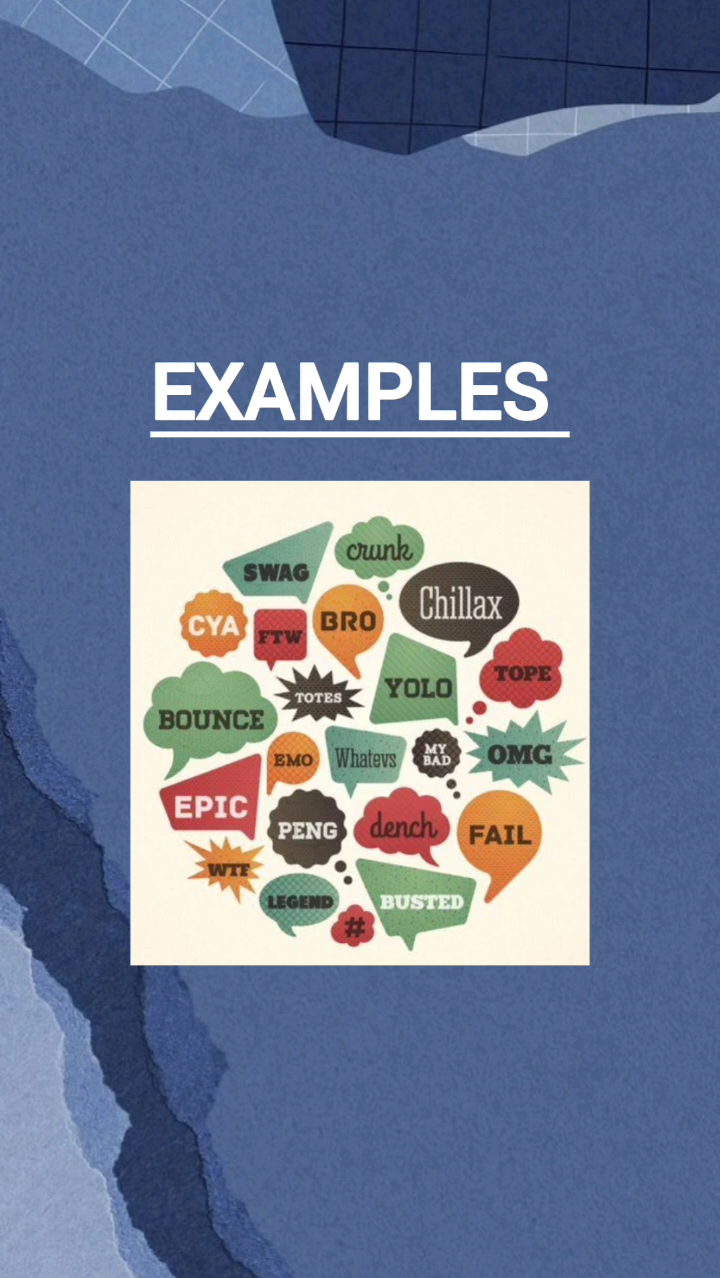 EXAMPLES
SWAG
crunk
Chillax
CYA
FTW
BRO
TOPE
YOLO
TOTES
BOUNCE
EMO
Whatevs
MY
BAD
OMG
EPIC
PENG
dench
FAIL
WTF
LEGEND
#
BUSTED